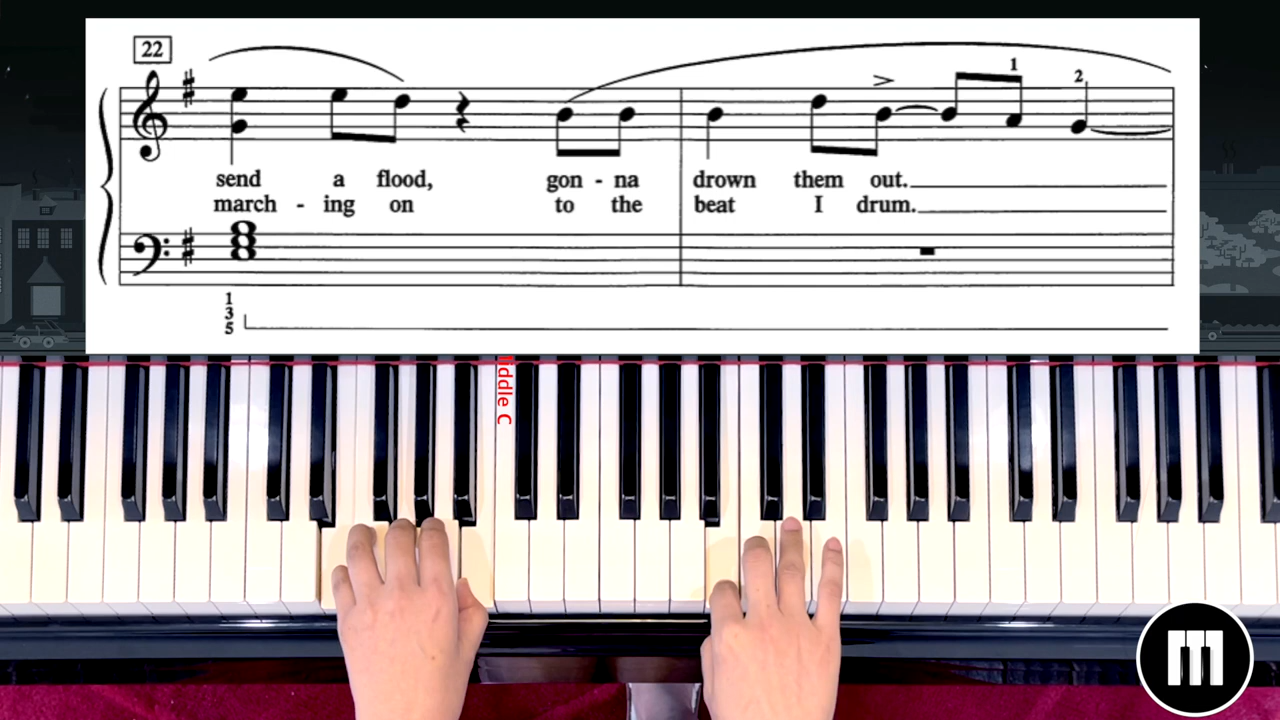 22
1
2
send a flood, gon - na drown them out.
march - ing on to the beat I drum.
1
3
5
iddle C